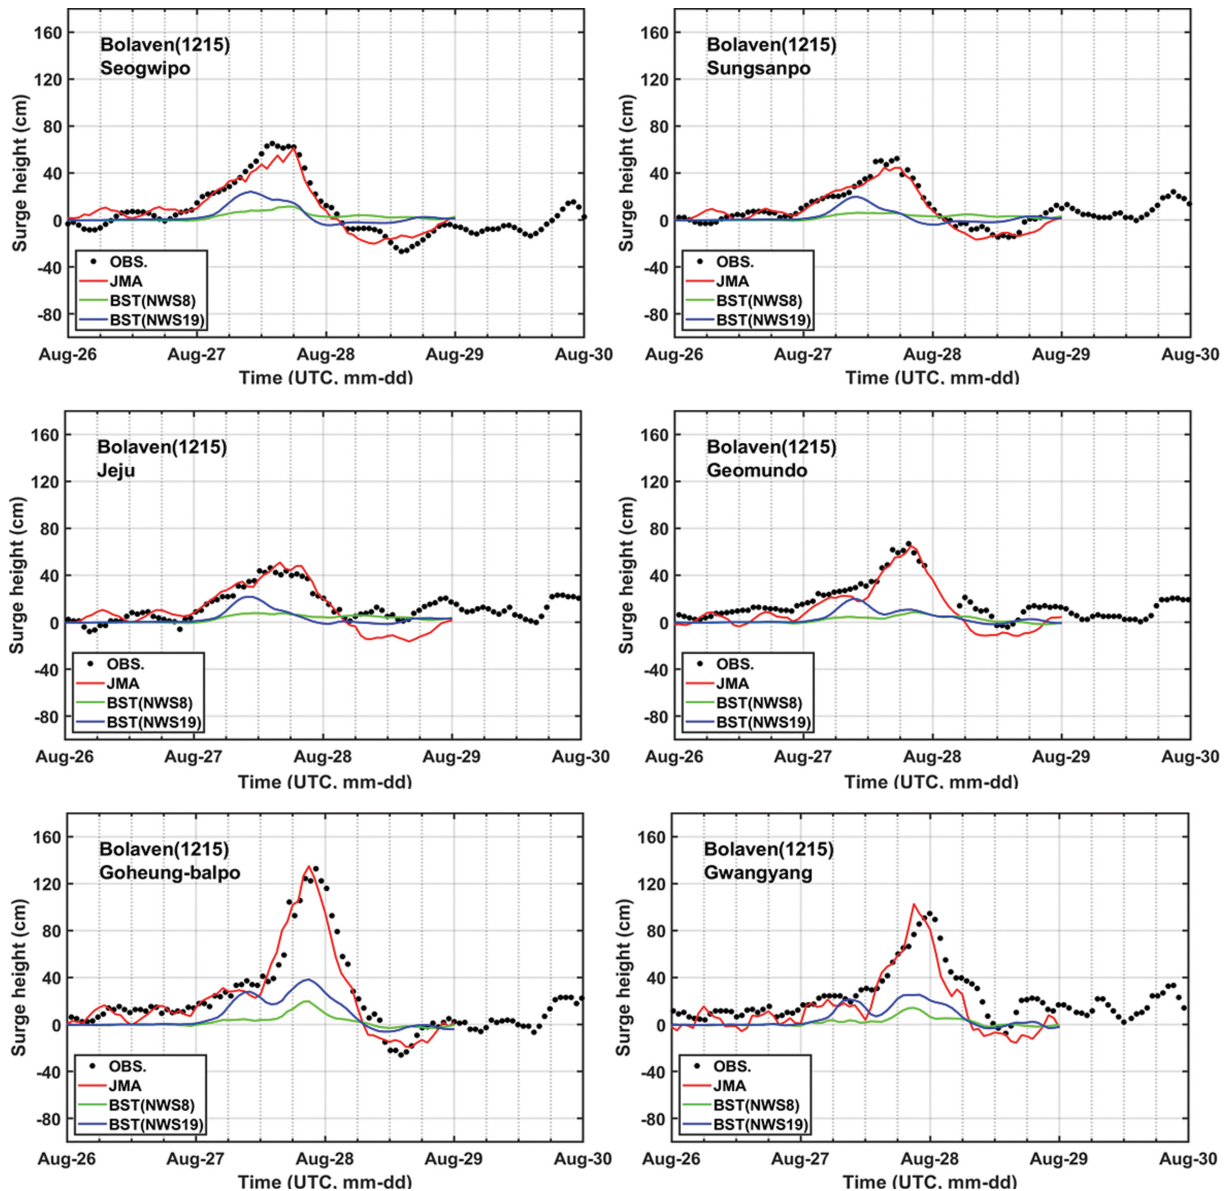 Bolaven(1215)
Seogwipo
Surge height (cm)
160
120
80
40
0
-40
-80
OBS.
JMA
BST(NWS8)
BST(NWS19)
Aug-26 Aug-27 Aug-28 Aug-29 Aug-30
Time (UTC, mm-dd)
Bolaven(1215)
Sungsanpo
Surge height (cm)
160
120
80
40
0
-40
-80
OBS.
JMA
BST(NWS8)
BST(NWS19)
Aug-26 Aug-27 Aug-28 Aug-29 Aug-30
Time (UTC, mm-dd)
Bolaven(1215)
Jeju
Surge height (cm)
160
120
80
40
0
-40
-80
OBS.
JMA
BST(NWS8)
BST(NWS19)
Aug-26 Aug-27 Aug-28 Aug-29 Aug-30
Time (UTC, mm-dd)
Bolaven(1215)
Geomundo
Surge height (cm)
160
120
80
40
0
-40
-80
OBS.
JMA
BST(NWS8)
BST(NWS19)
Aug-26 Aug-27 Aug-28 Aug-29 Aug-30
Time (UTC, mm-dd)
Bolaven(1215)
Goheung-balpo
Surge height (cm)
160
120
80
40
0
-40
-80
OBS.
JMA
BST(NWS8)
BST(NWS19)
Aug-26 Aug-27 Aug-28 Aug-29 Aug-30
Time (UTC, mm-dd)
Bolaven(1215)
Gwangyang
Surge height (cm)
160
120
80
40
0
-40
-80
OBS.
JMA
BST(NWS8)
BST(NWS19)
Aug-26 Aug-27 Aug-28 Aug-29 Aug-30
Time (UTC, mm-dd)